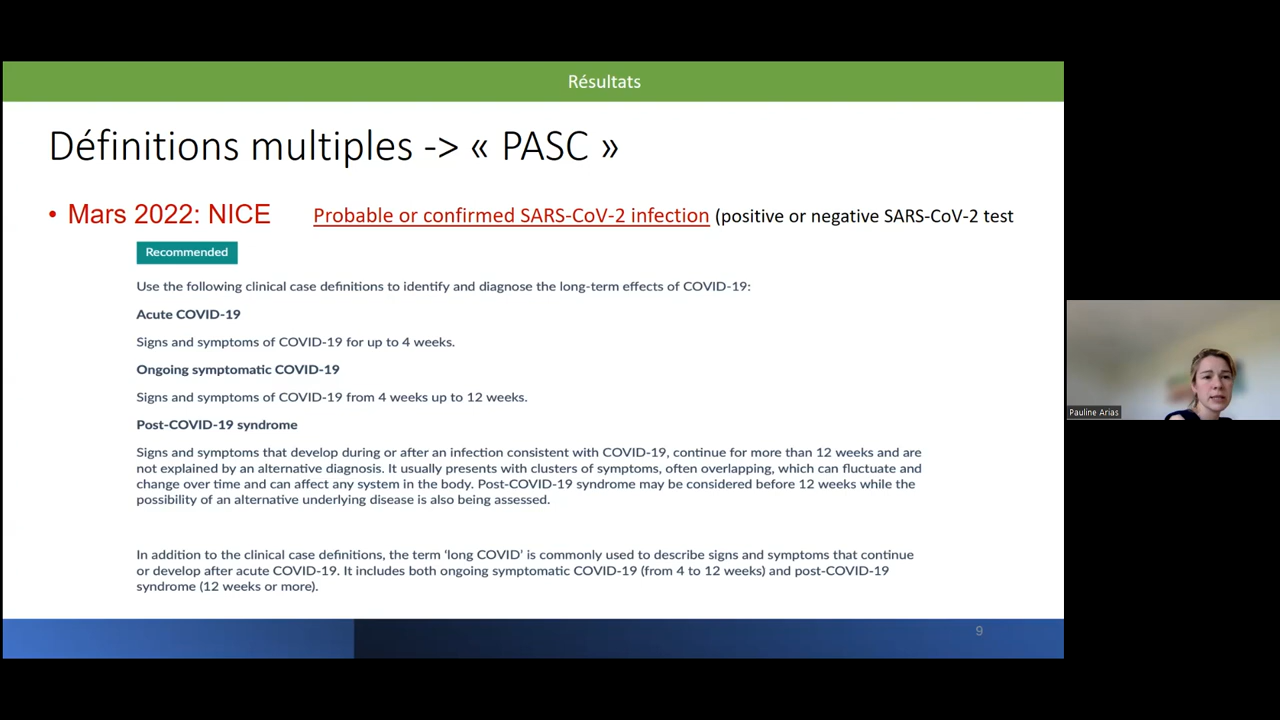 Résultats
Définitions multiples -> « PASC »
• Mars 2022: NICE Probable or confirmed SARS-CoV-2 infection (positive or negative SARS-CoV-2 test
Recommended
Use the following clinical case definitions to identify and diagnose the long-term effects of COVID-19:
Acute COVID-19
Signs and symptoms of COVID-19 for up to 4 weeks.
Ongoing symptomatic COVID-19
Signs and symptoms of COVID-19 from 4 weeks up to 12 weeks.
Post-COVID-19 syndrome
Signs and symptoms that develop during or after an infection consistent with COVID-19, continue for more than 12 weeks and are
not explained by an alternative diagnosis. It usually presents with clusters of symptoms, often overlapping, which can fluctuate and
change over time and can affect any system in the body. Post-COVID-19 syndrome may be considered before 12 weeks while the
possibility of an alternative underlying disease is also being assessed.
In addition to the clinical case definitions, the term ‘long COVID’ is commonly used to describe signs and symptoms that continue
or develop after acute COVID-19. It includes both ongoing symptomatic COVID-19 (from 4 to 12 weeks) and post-COVID-19
syndrome (12 weeks or more).
9
Pauline Arias